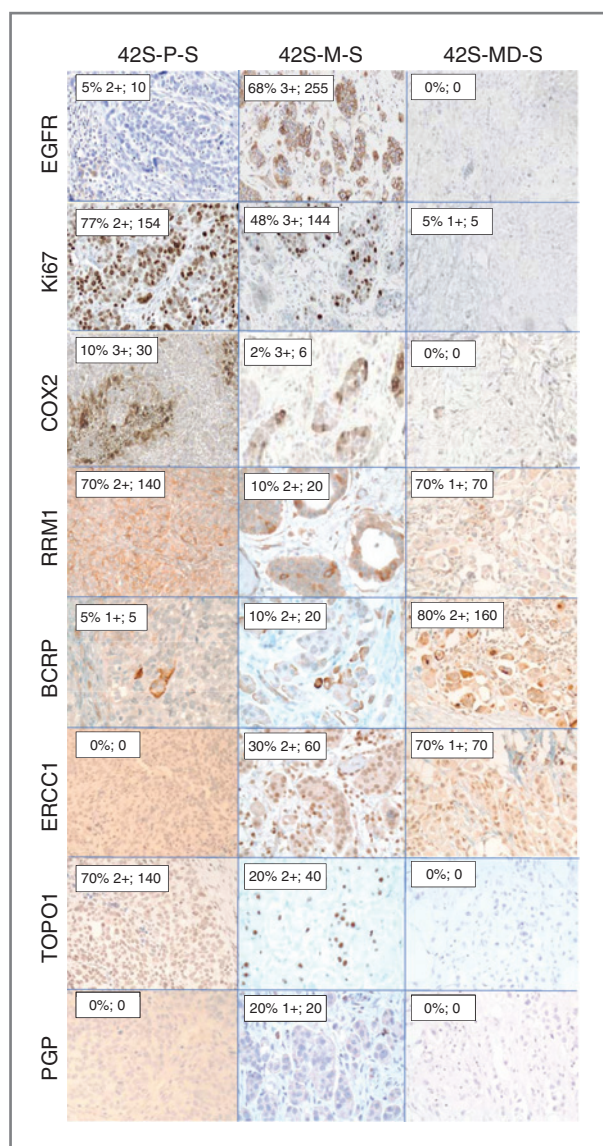 42S-P-S 42S-M-S 42S-MD-S
EGFR 5% 2+; 10 68% 3+; 255 0%; 0
Ki67 77% 2+; 154 48% 3+; 144 5% 1+; 5
COX2 10% 3+; 30 2% 3+; 6 0%; 0
RRM1 70% 2+; 140 10% 2+; 20 70% 1+; 70
BCRP 5% 1+; 5 10% 2+; 20 80% 2+; 160
ERCC1 0%; 0 30% 2+; 60 70% 1+; 70
TOPO1 70% 2+; 140 20% 2+; 40 0%; 0
PGP 0%; 0 20% 1+; 20 0%; 0